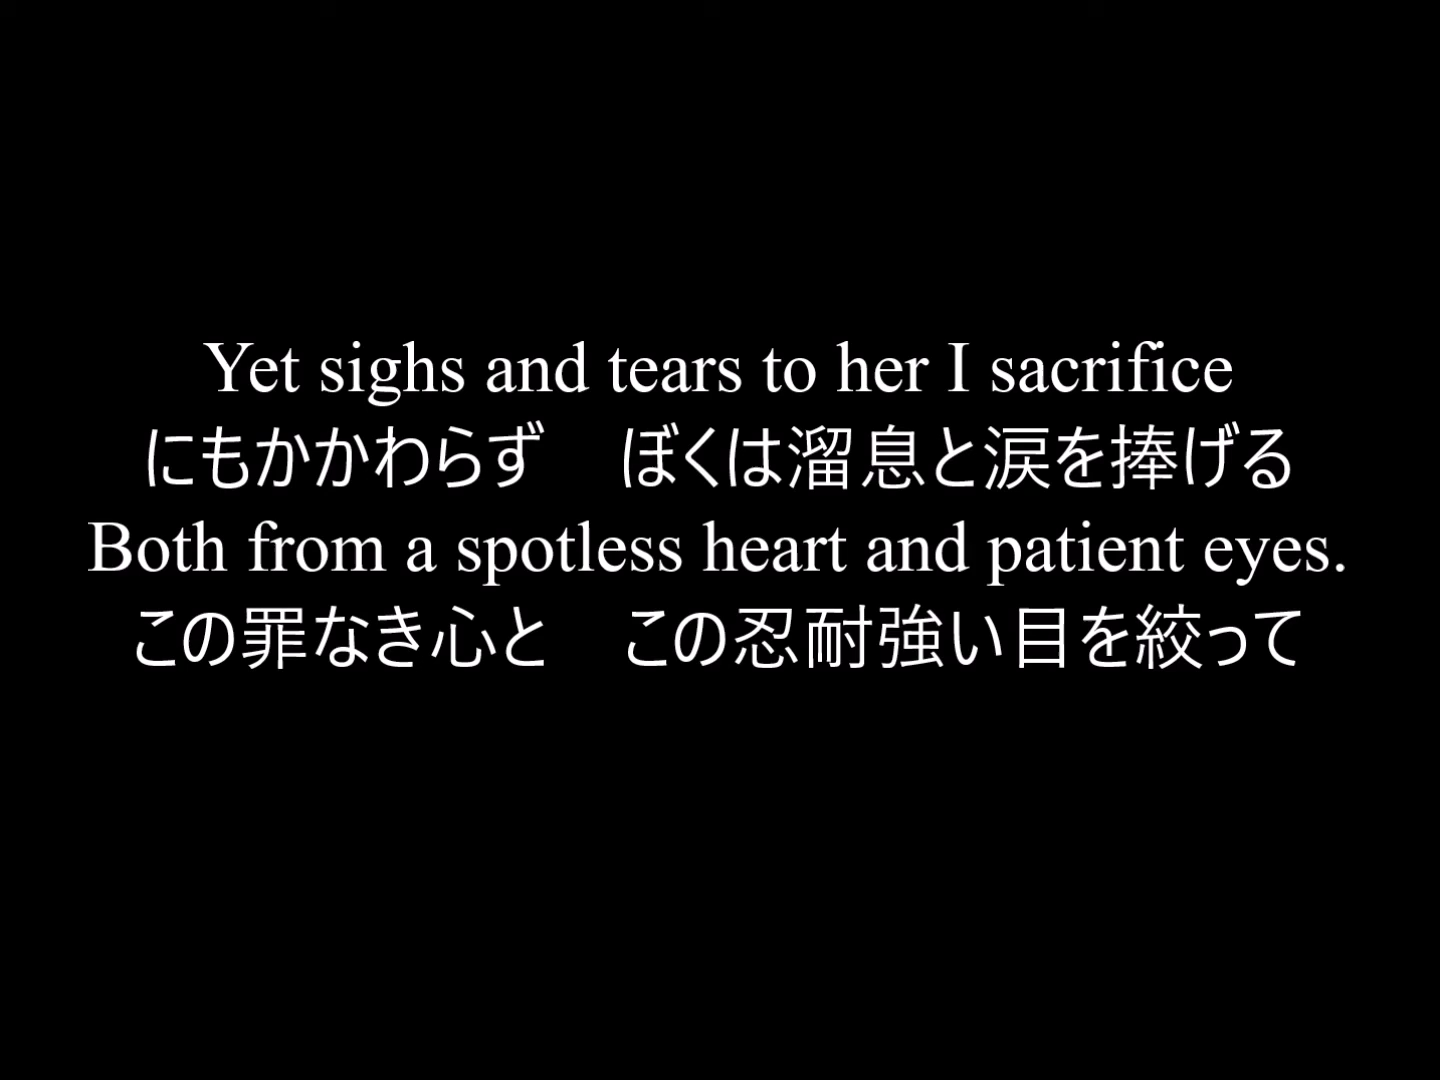 Yet sighs and tears to her I sacrifice
にもかかわらず　ぼくは溜息と涙を捧げる
Both from a spotless heart and patient eyes.
この罪なき心と　この忍耐強い目を絞って